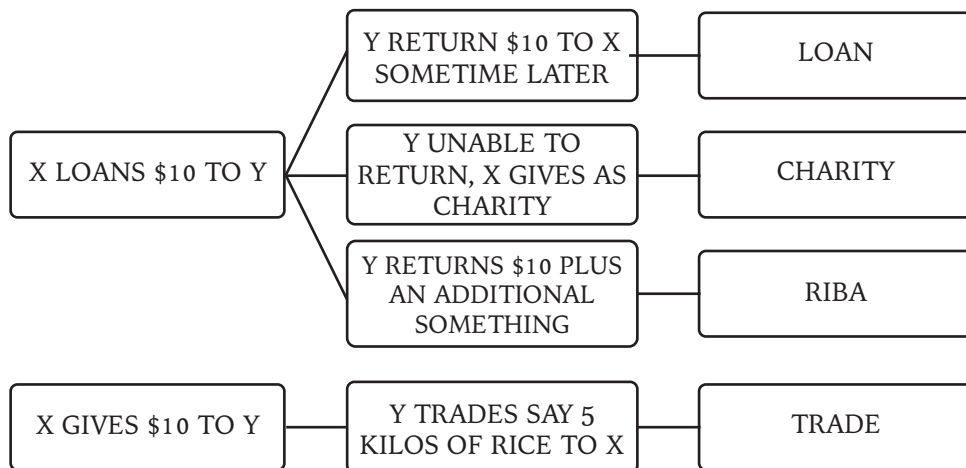 Y RETURN $10 TO X
SOMETIME LATER
LOAN
X LOANS $10 TO Y
Y UNABLE TO
RETURN, X GIVES AS
CHARITY
CHARITY
Y RETURNS $10 PLUS
AN ADDITIONAL
SOMETHING
RIBA
X GIVES $10 TO Y
Y TRADES SAY 5
KILOS OF RICE TO X
TRADE